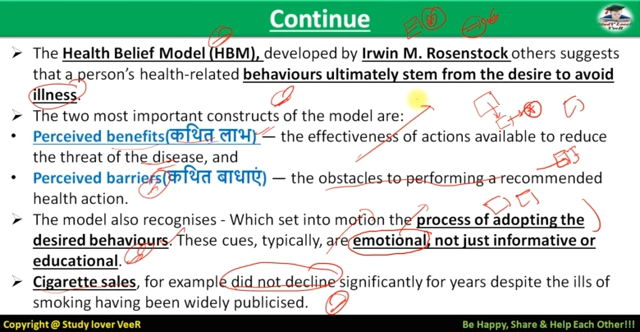 Continue
The Health Belief Model (HBM), developed by Irwin M. Rosenstock others suggests
that a person's health-related behaviours ultimately stem from the desire to avoid
illness.
The two most important constructs of the model are:
Perceived benefits(कथित लाभ) — the effectiveness of actions available to reduce
the threat of the disease, and
Perceived barriers(कथित बाधाएं) — the obstacles to performing a recommended
health action.
The model also recognises - Which set into motion the process of adopting the
desired behaviours. These cues, typically, are emotional, not just informative or
educational.
Cigarette sales, for example did not decline significantly for years despite the ills of
smoking having been widely publicised.
Copyright @ Study lover VeeR
Be Happy, Share & Help Each Other!!!